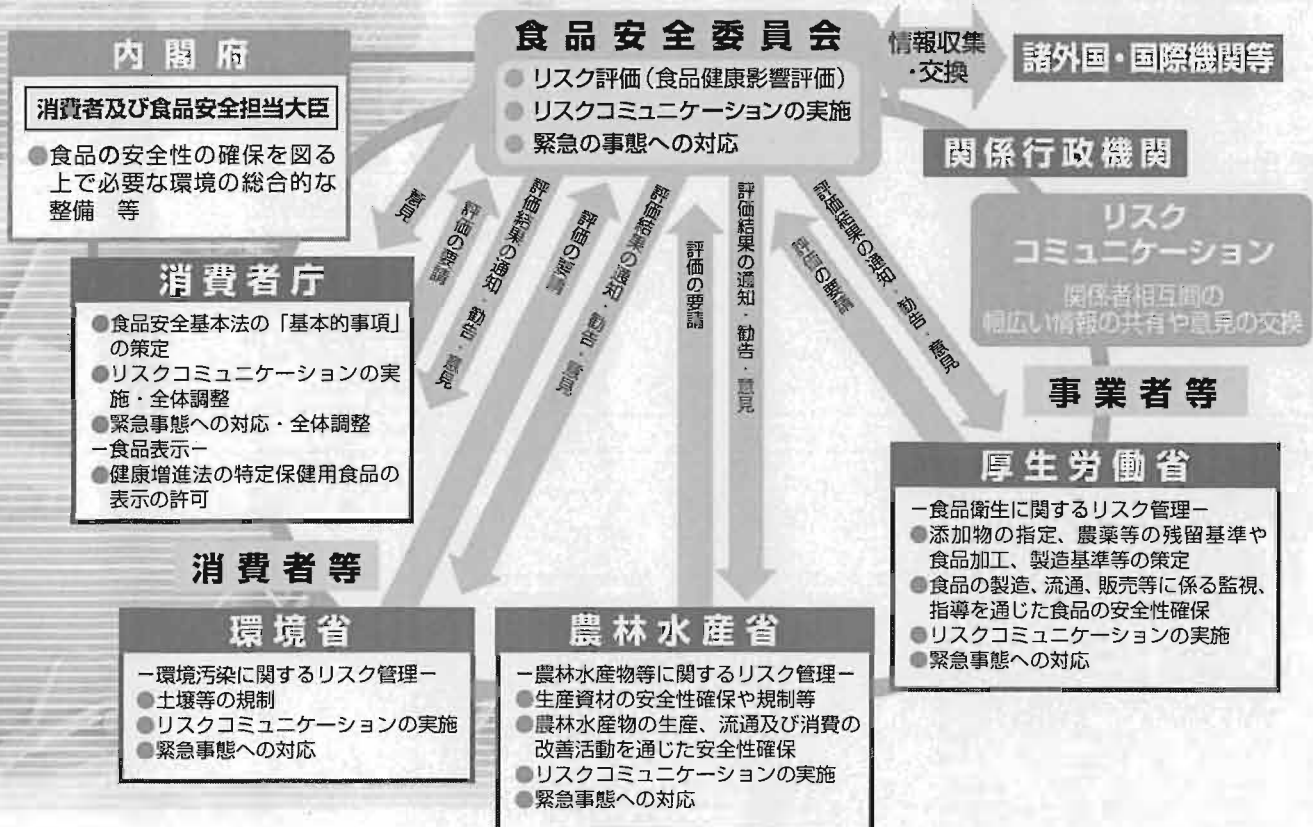 食品安全委員会
●リスク評価(食品健康影響評価)
●リスクコミュニケーションの実施
●緊急の事態への対応
情報収集
・交換
諸外国・国際機関等
内閣府
消費者及び食品安全担当大臣
●食品の安全性の確保を図る
上で必要な環境の総合的な
整備 等
関係行政機関
リスク
コミュニケーション
関係者相互間の
幅広い情報の共有や意見の交換
意見
評価の要請
評価結果の通知・勧告・意見
評価の要請
評価結果の通知・勧告・意見
評価の要請
評価結果の通知・勧告・意見
評価の要請
評価結果の通知・勧告・意見
消費者庁
●食品安全基本法の「基本的事項」
の策定
●リスクコミュニケーションの実
施・全体調整
●緊急事態への対応・全体調整
−食品表示−
●健康増進法の特定保健用食品の
表示の許可
事業者等
厚生労働省
−食品衛生に関するリスク管理−
●添加物の指定、農薬等の残留基準や
食品加工、製造基準等の策定
●食品の製造、流通、販売等に係る監視、
指導を通じた食品の安全性確保
●リスクコミュニケーションの実施
●緊急事態への対応
消費者等
環境省
−環境汚染に関するリスク管理−
●土壌等の規制
●リスクコミュニケーションの実施
●緊急事態への対応
農林水産省
−農林水産物等に関するリスク管理−
●生産資材の安全性確保や規制等
●農林水産物の生産、流通及び消費の
改善活動を通じた安全性確保
●リスクコミュニケーションの実施
●緊急事態への対応